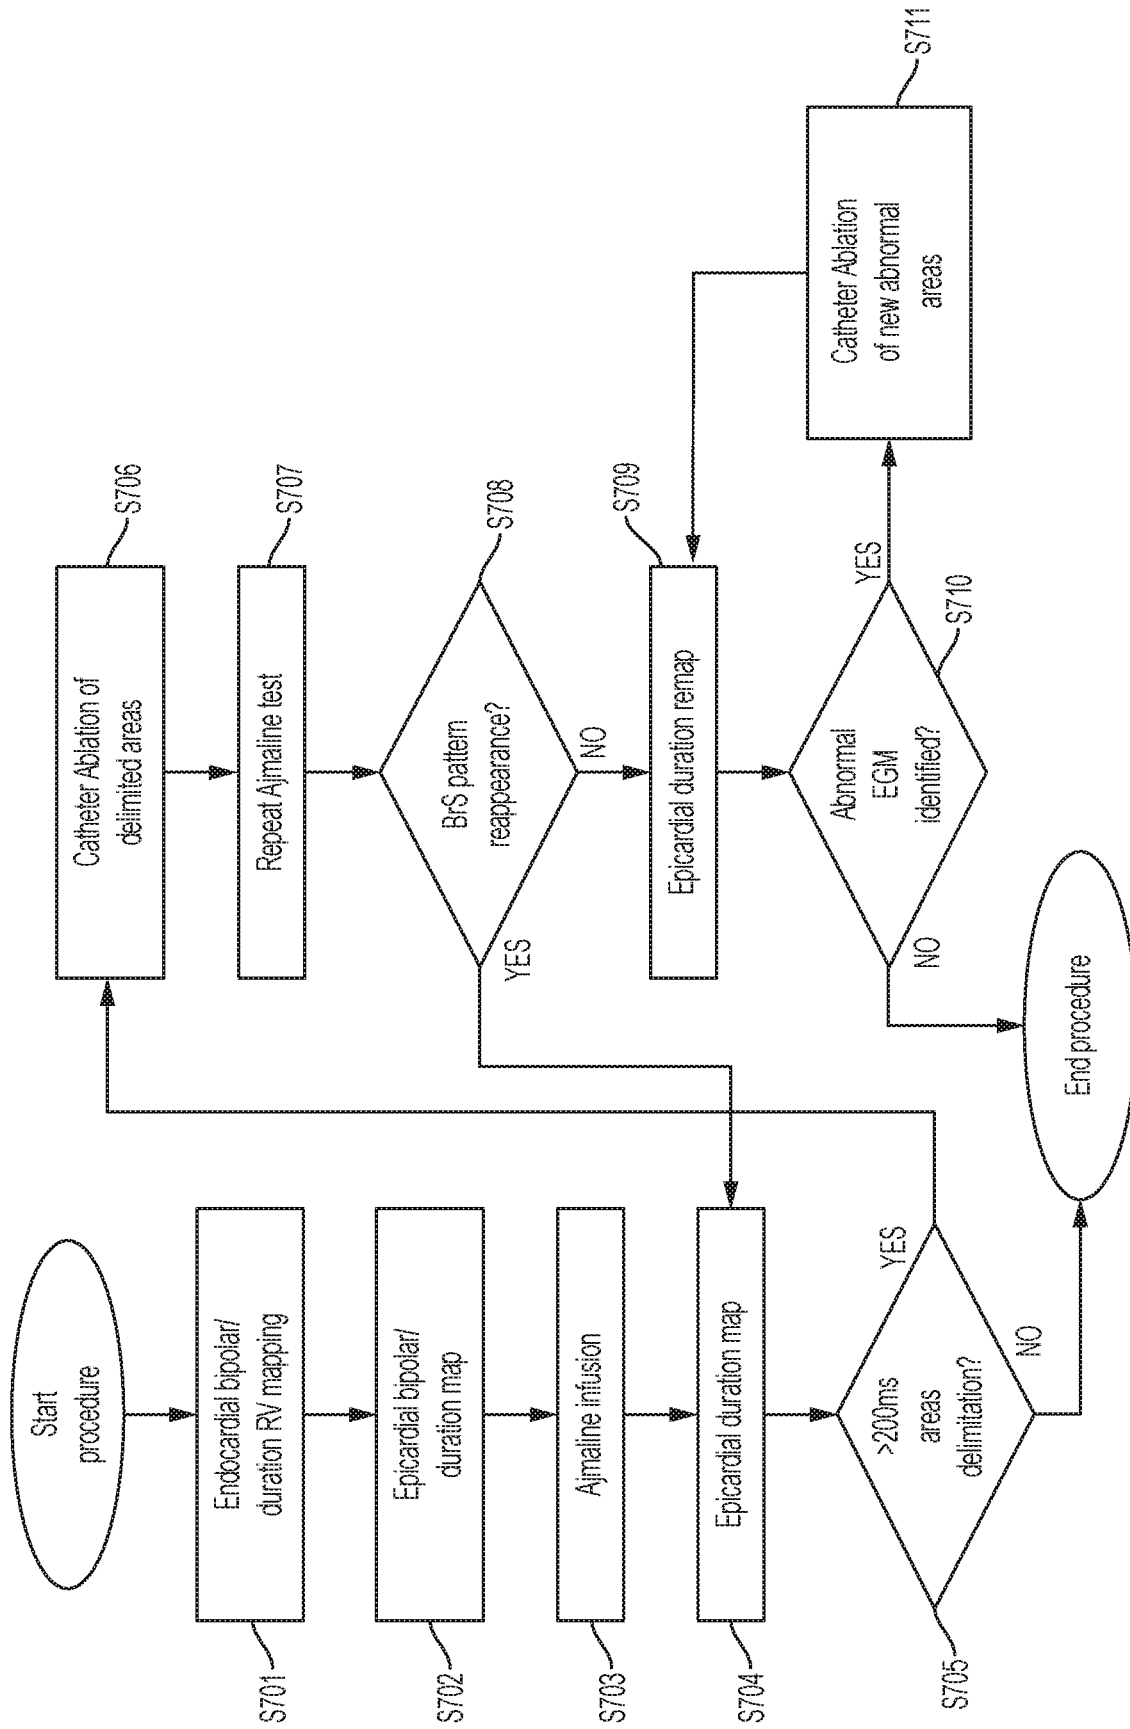 Start
procedure
Endocardial bipolar/
duration RV mapping
S701
Epicardial bipolar/
duration map
S702
Ajmaline infusion
S703
Epicardial duration map
S704
>200ms
areas
delimitation?
S705
YES
NO
Catheter Ablation of
delimited areas
S706
Repeat Ajmaline test
S707
BrS pattern
reappearance?
S708
YES
NO
Epicardial duration remap
S709
Abnormal
EGM
identified?
S710
YES
NO
Catheter Ablation
of new abnormal
areas
S711
End procedure